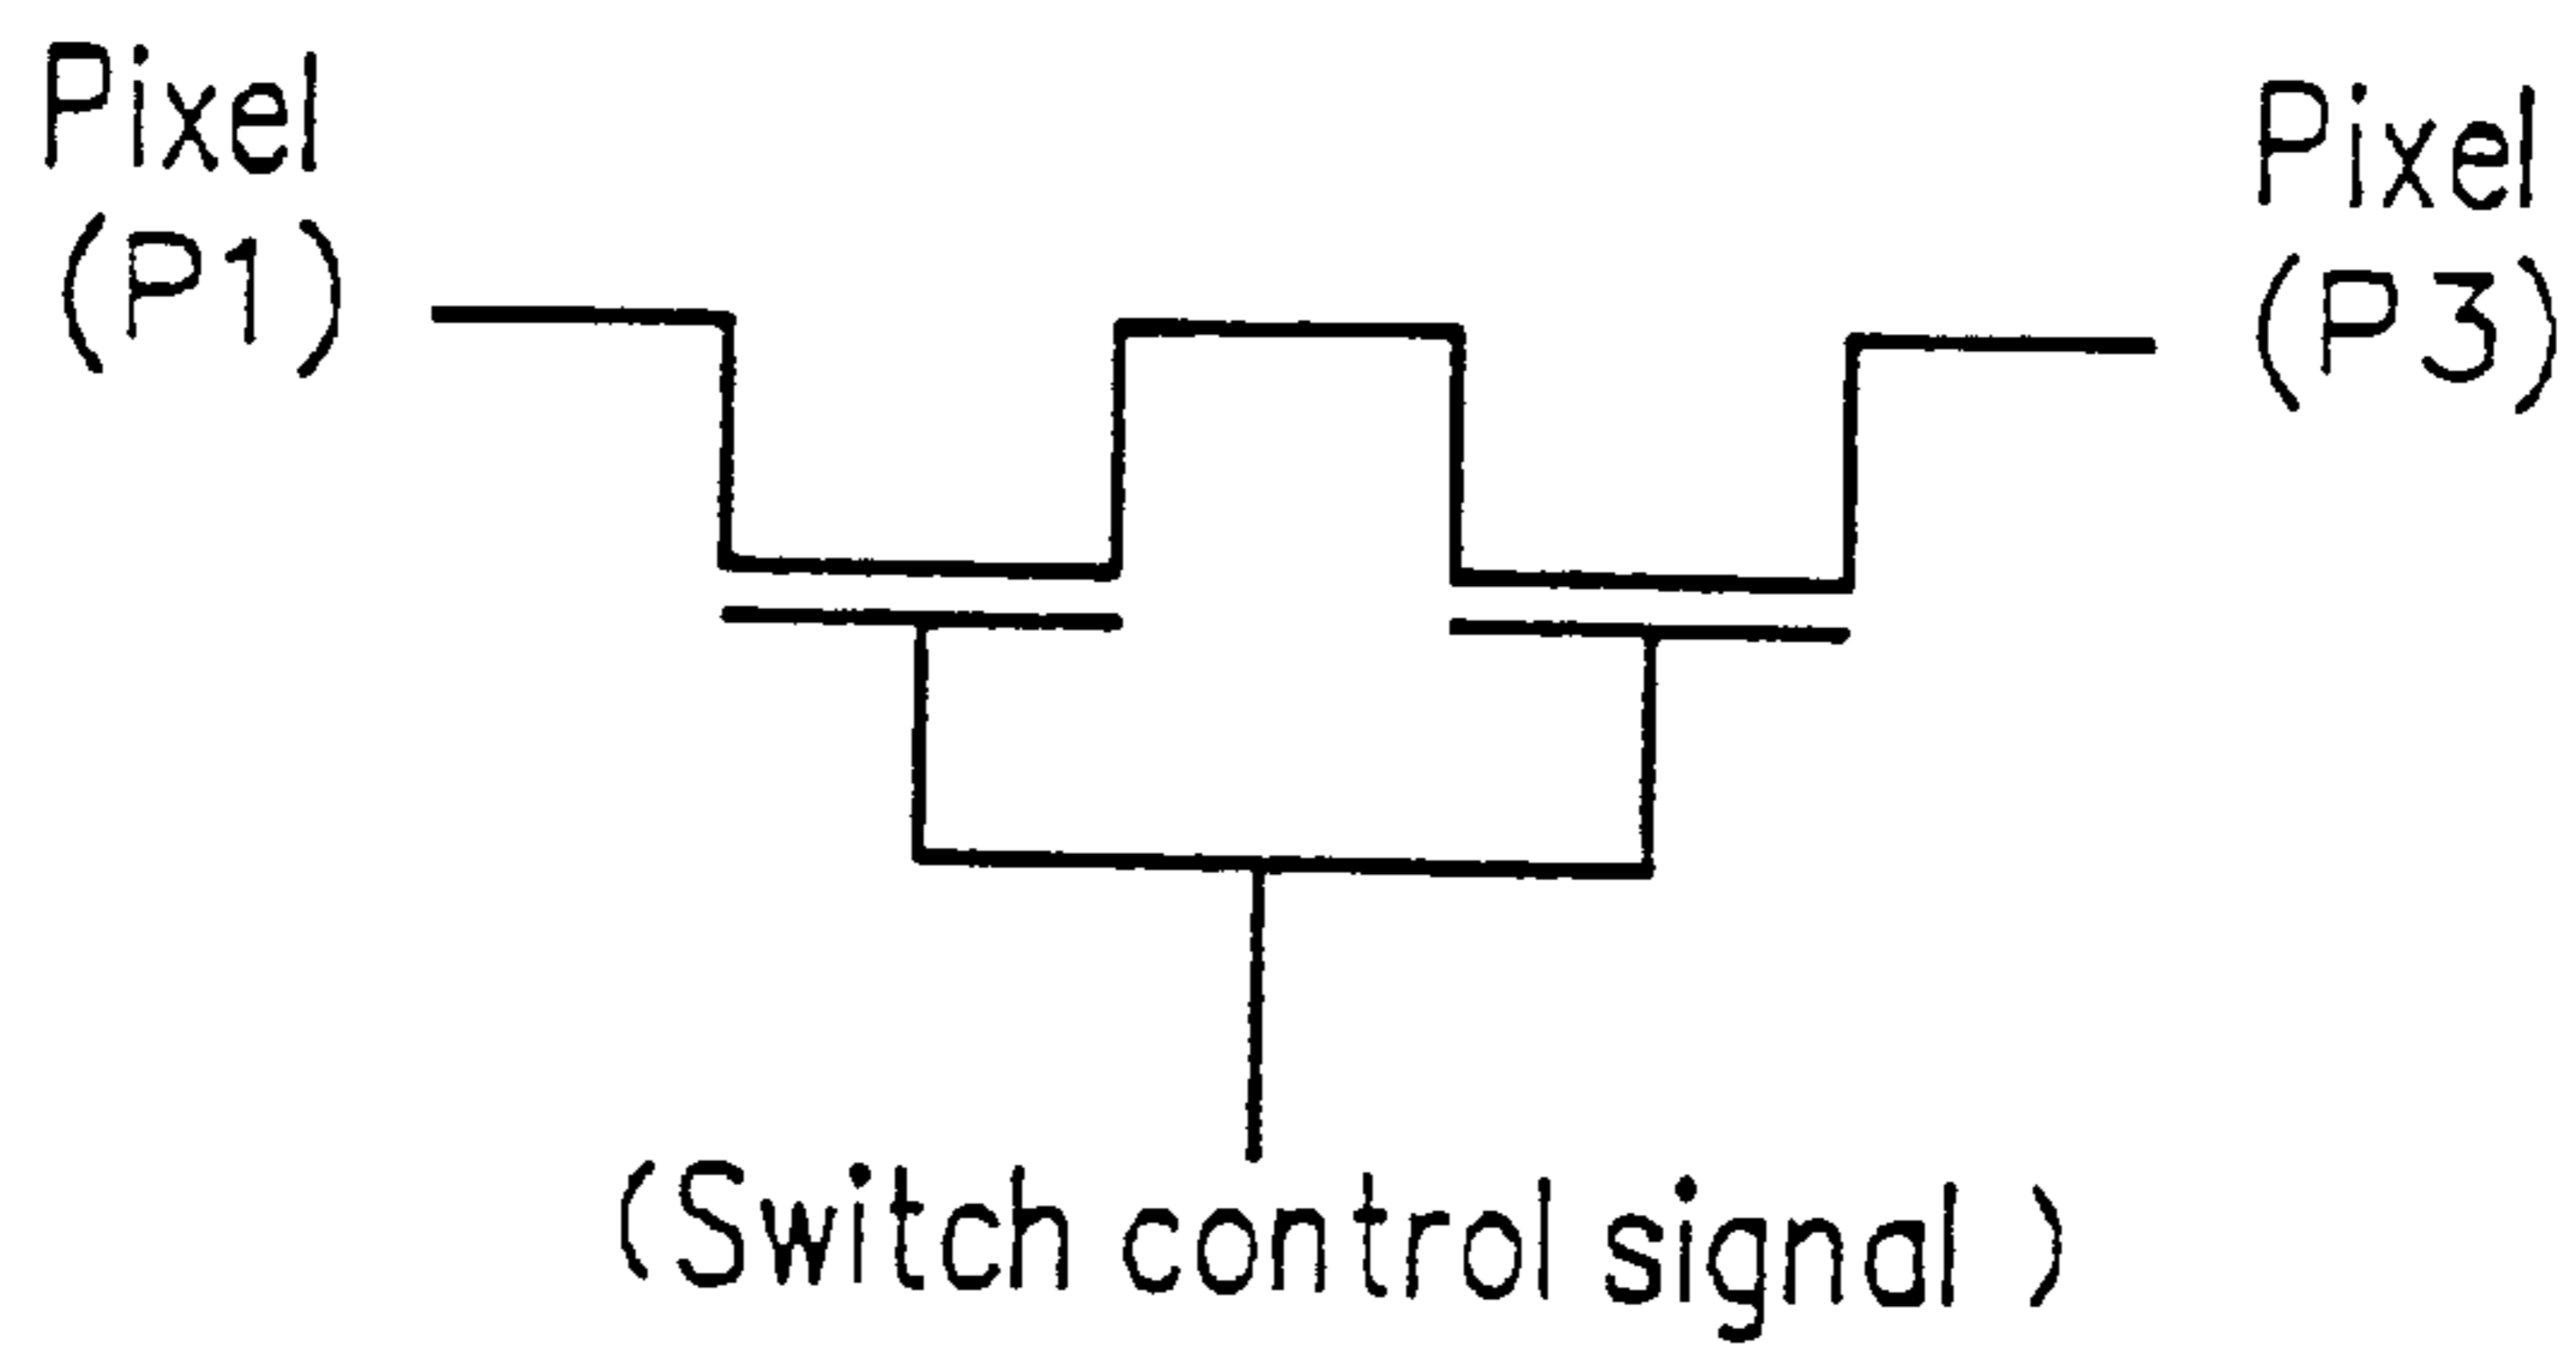 Pixel
(P1)
Pixel
(P3)
(Switch control signal )